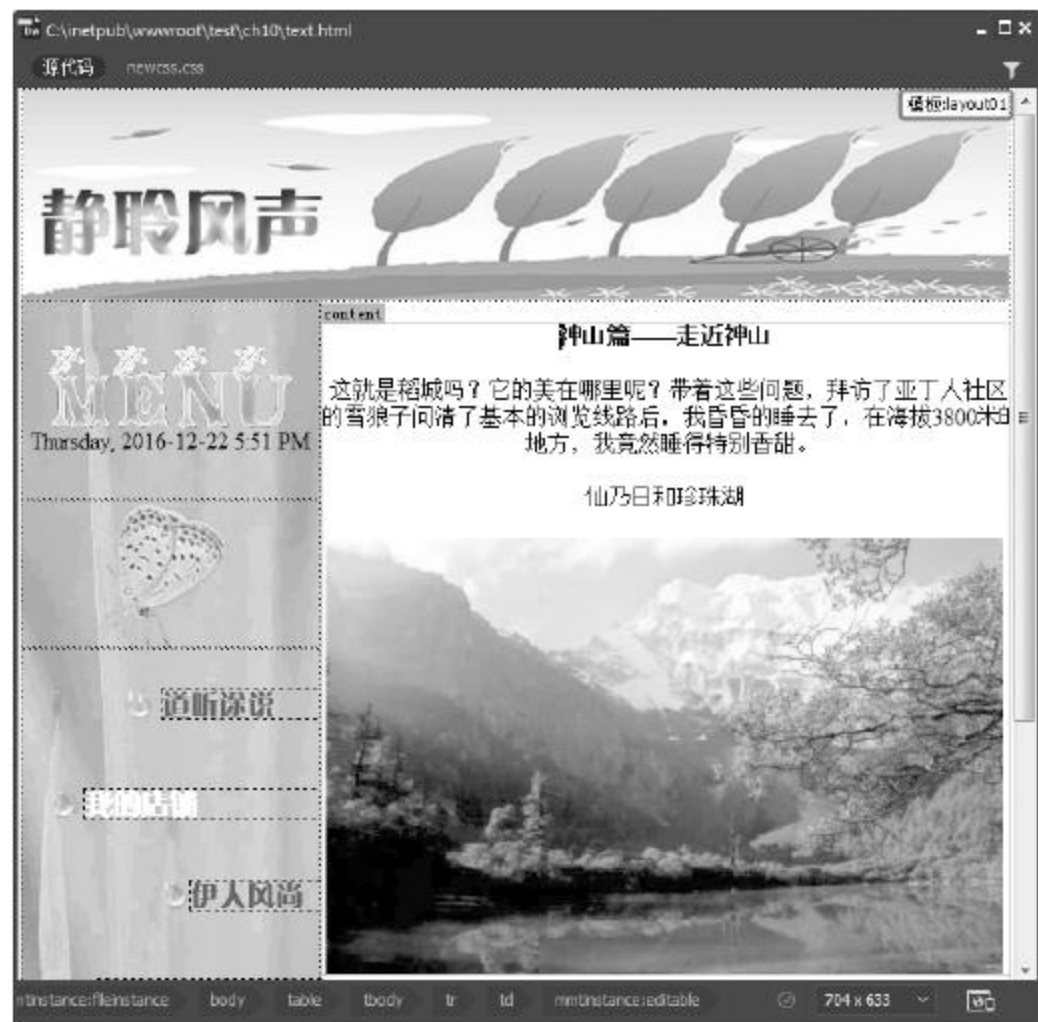 C:\inetpub\wwwroot\test\ch10\text.html
源代码 newcss.css
模板:layout01
静聆风声
content
神山篇——走近神山
MENU
Thursday, 2016-12-22 5:51 PM
这就是稻城吗？它的美在哪里呢？带着这些问题，拜访了亚丁人社区
的雪狼子问清了基本的浏览线路后，我昏昏的睡去了，在海拔3800米的
地方，我竟然睡得特别香甜。
仙乃日和珍珠湖
道听涂说
我的店铺
伊人风尚
mtinstance:fileinstance body table tbody tr td mmtinstance:editable 704 x 633